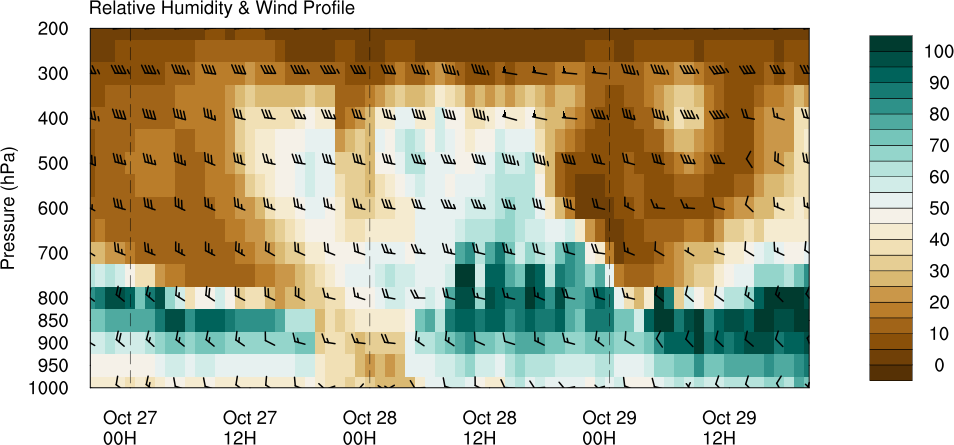 Relative Humidity & Wind Profile
200
300
400
500
600
700
800
850
900
950
1000
Pressure (hPa)
Oct 27 00H
Oct 27 12H
Oct 28 00H
Oct 28 12H
Oct 29 00H
Oct 29 12H
100
90
80
70
60
50
40
30
20
10
0